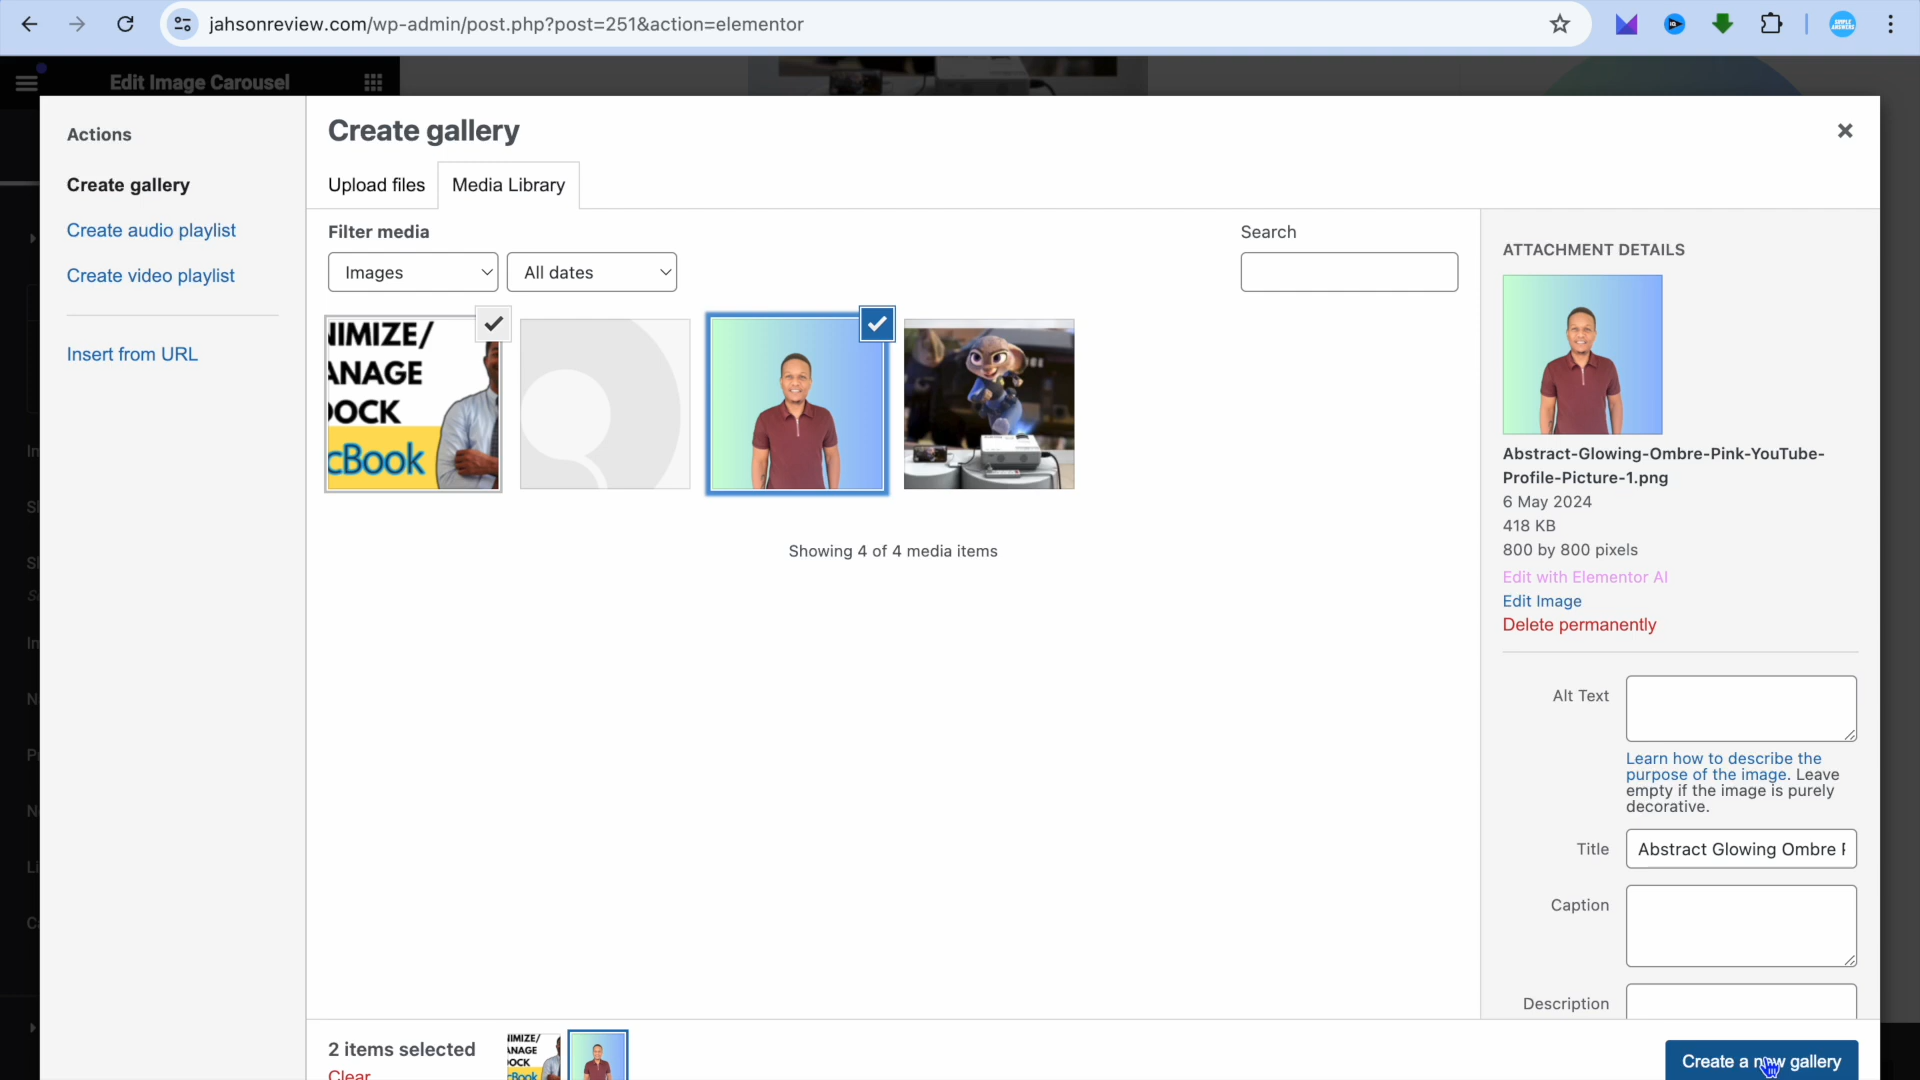 jahsonreview.com/wp-admin/post.php?post=251&action=elementor
Edit Image Carousel
Actions
Create gallery
Create audio playlist
Create video playlist
Insert from URL
Create gallery
Upload files
Media Library
Filter media
Search
Images
All dates
NIMIZE/
ANAGE
OCK
cBook
Showing 4 of 4 media items
ATTACHMENT DETAILS
Abstract-Glowing-Ombre-Pink-YouTube-
Profile-Picture-1.png
6 May 2024
418 KB
800 by 800 pixels
Edit with Elementor AI
Edit Image
Delete permanently
Alt Text
Learn how to describe the
purpose of the image. Leave
empty if the image is purely
decorative.
Title
Abstract Glowing Ombre
Caption
Description
2 items selected
Clear
NIMIZE/
ANAGE
OCK
Book
Create a new gallery